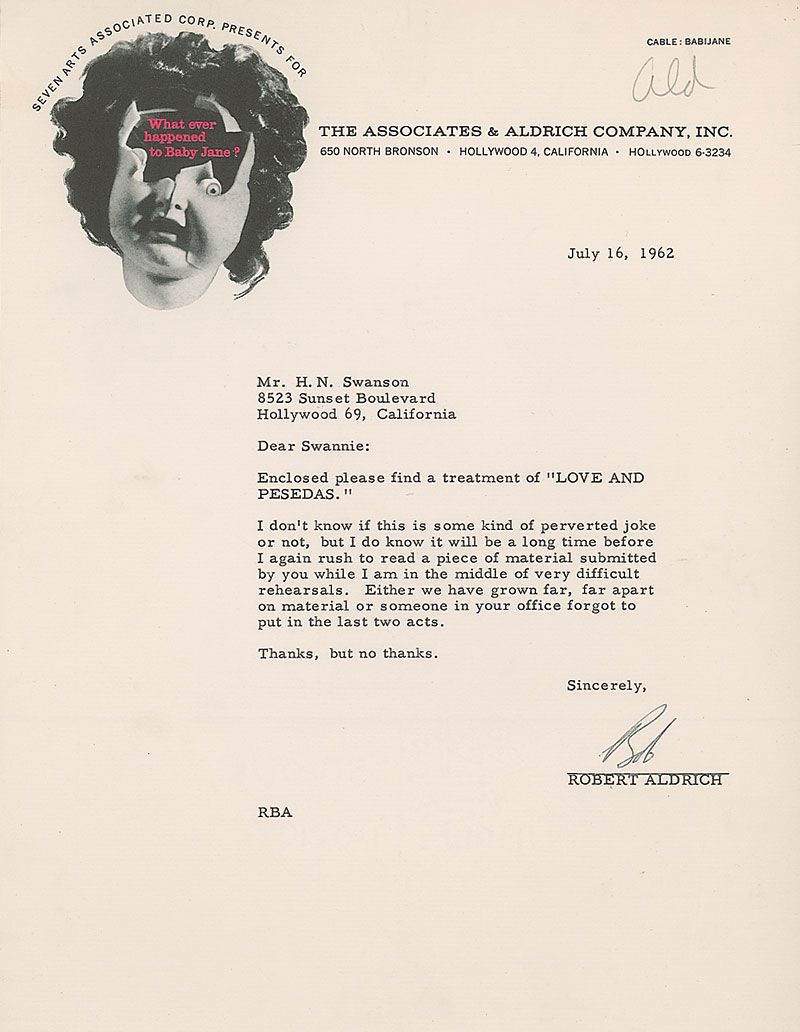 SEVEN ARTS ASSOCIATED CORP. PRESENTS FOR
CABLE: BABIJANE
Ald
What ever
happened
to Baby Jane?
THE ASSOCIATES & ALDRICH COMPANY, INC.
650 NORTH BRONSON • HOLLYWOOD 4, CALIFORNIA • HOLLYWOOD 6-3234
July 16, 1962
Mr. H. N. Swanson
8523 Sunset Boulevard
Hollywood 69, California
Dear Swannie:
Enclosed please find a treatment of "LOVE AND
PESEDAS."
I don't know if this is some kind of perverted joke
or not, but I do know it will be a long time before
I again rush to read a piece of material submitted
by you while I am in the middle of very difficult
rehearsals. Either we have grown far, far apart
on material or someone in your office forgot to
put in the last two acts.
Thanks, but no thanks.
Sincerely,
Bob
ROBERT ALDRICH
RBA